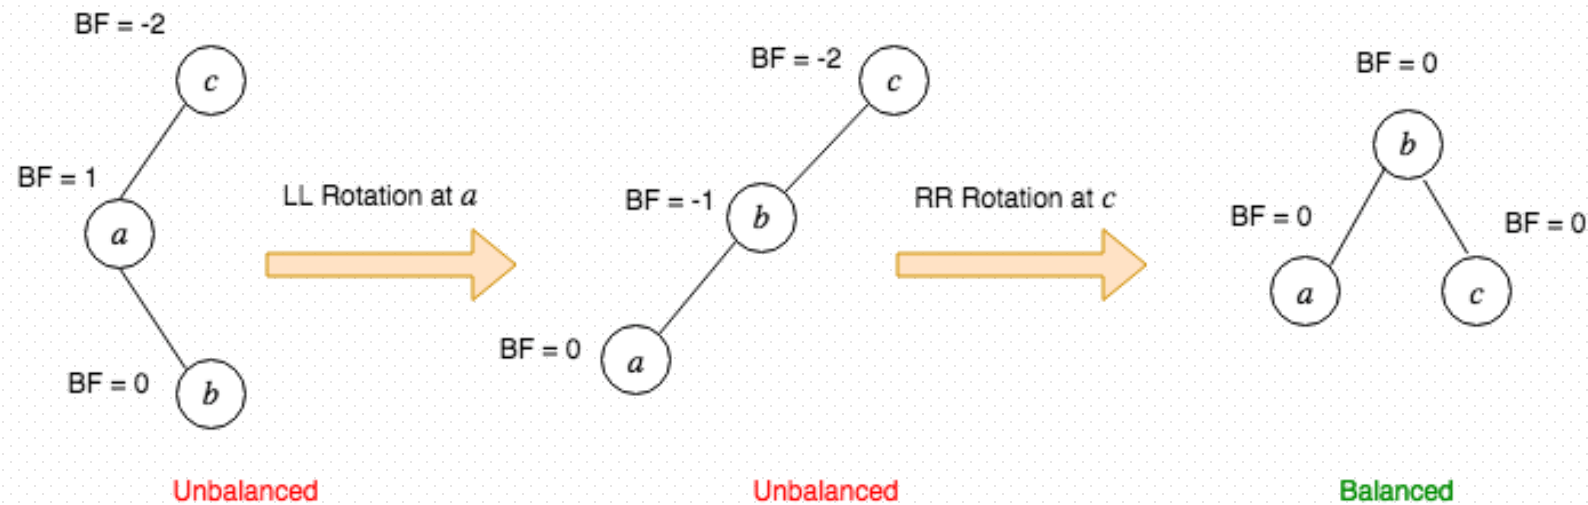 BF = -2
c
BF = 1
a
BF = 0
b
Unbalanced
LL Rotation at a
BF = -2
c
BF = -1
b
BF = 0
a
Unbalanced
RR Rotation at c
BF = 0
b
BF = 0
a
BF = 0
c
Balanced